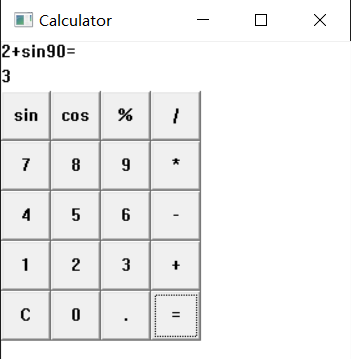 Calculator
2+sin90=
3
sin cos % /
7 8 9 *
4 5 6 -
1 2 3 +
C 0 . =